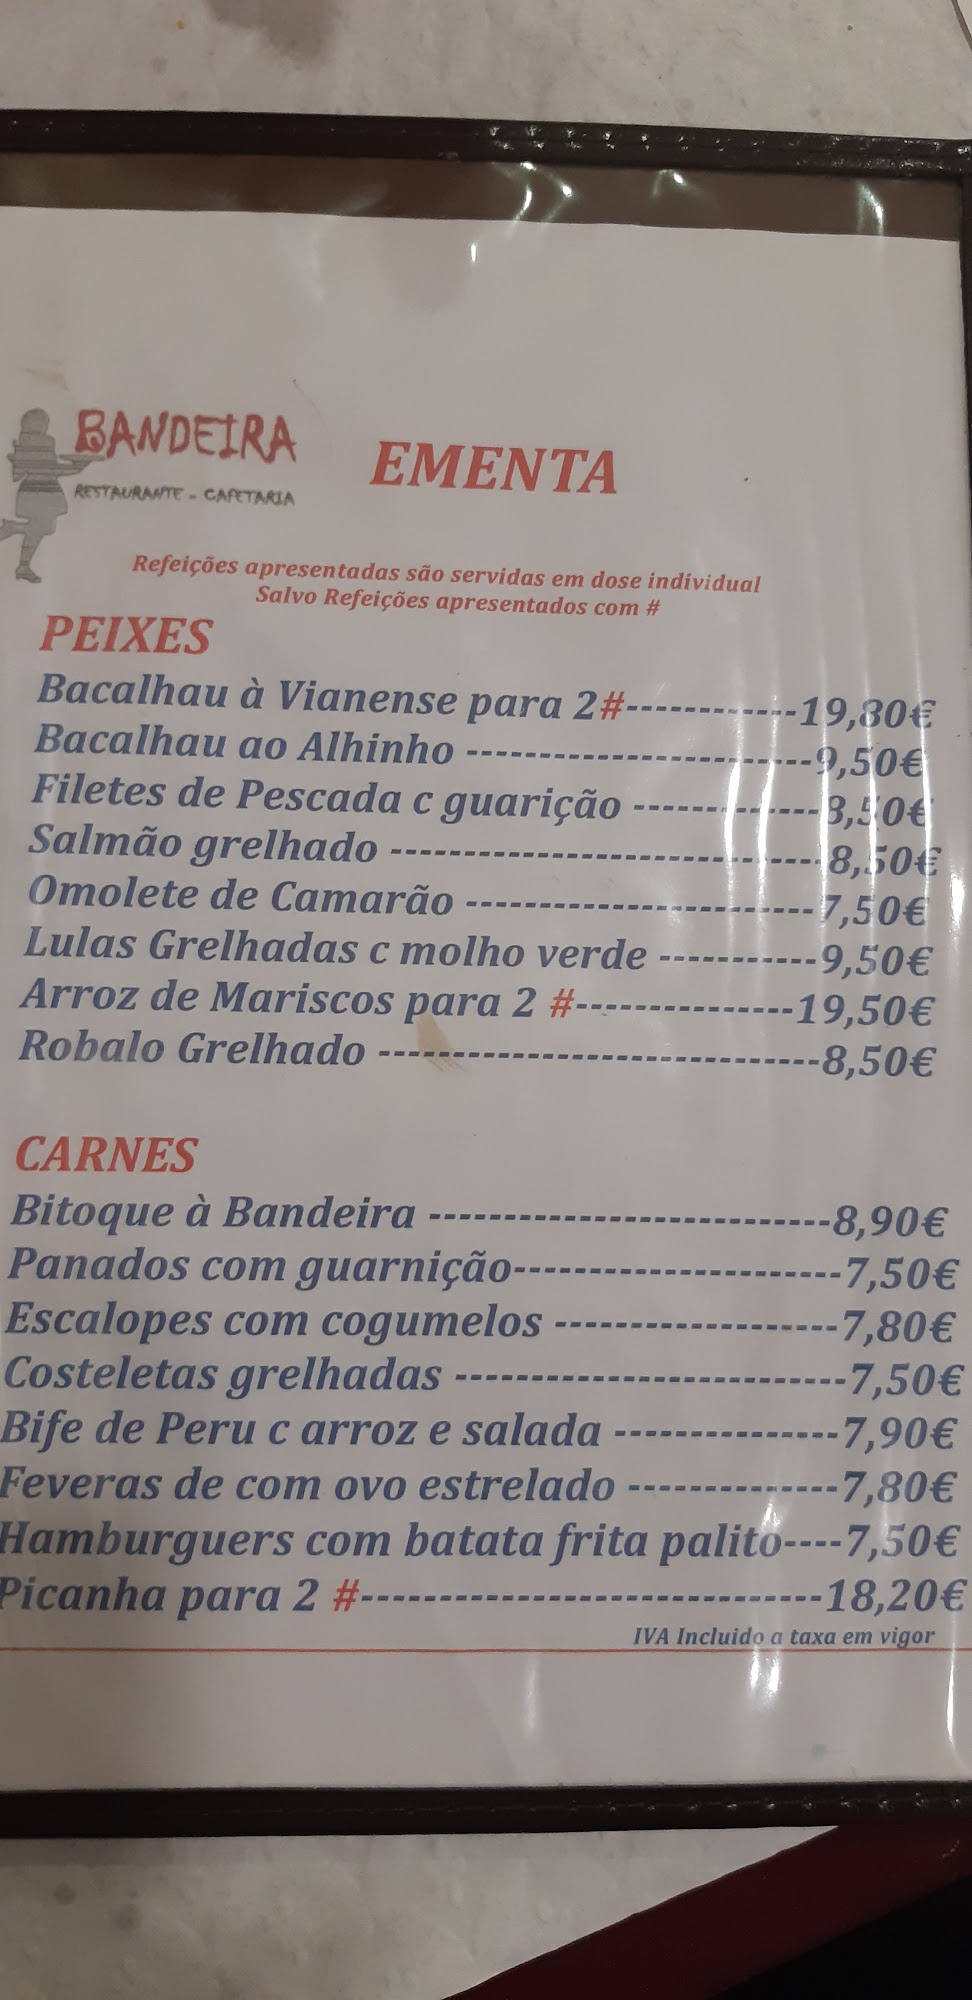 BANDEIRA
RESTAURANTE - CAFETARIA
EMENTA
Refeições apresentadas são servidas em dose individual
Salvo Refeições apresentados com #
PEIXES
Bacalhau à Vianense para 2#------------19,80€
Bacalhau ao Alhinho -----------------------9,50€
Filetes de Pescada c guarição ------------8,50€
Salmão grelhado ----------------------------8,50€
Omolete de Camarão -----------------------7,50€
Lulas Grelhadas c molho verde -----------9,50€
Arroz de Mariscos para 2 #---------------19,50€
Robalo Grelhado -----------------------------8,50€
CARNES
Bitoque à Bandeira --------------------------8,90€
Panados com guarnição----------------------7,50€
Escalopes com cogumelos -------------------7,80€
Costeletas grelhadas --------------------------7,50€
Bife de Peru c arroz e salada ---------------7,90€
Feveras de com ovo estrelado --------------7,80€
Hamburguers com batata frita palito----7,50€
Picanha para 2 #-------------------------------18,20€
IVA Incluido a taxa em vigor